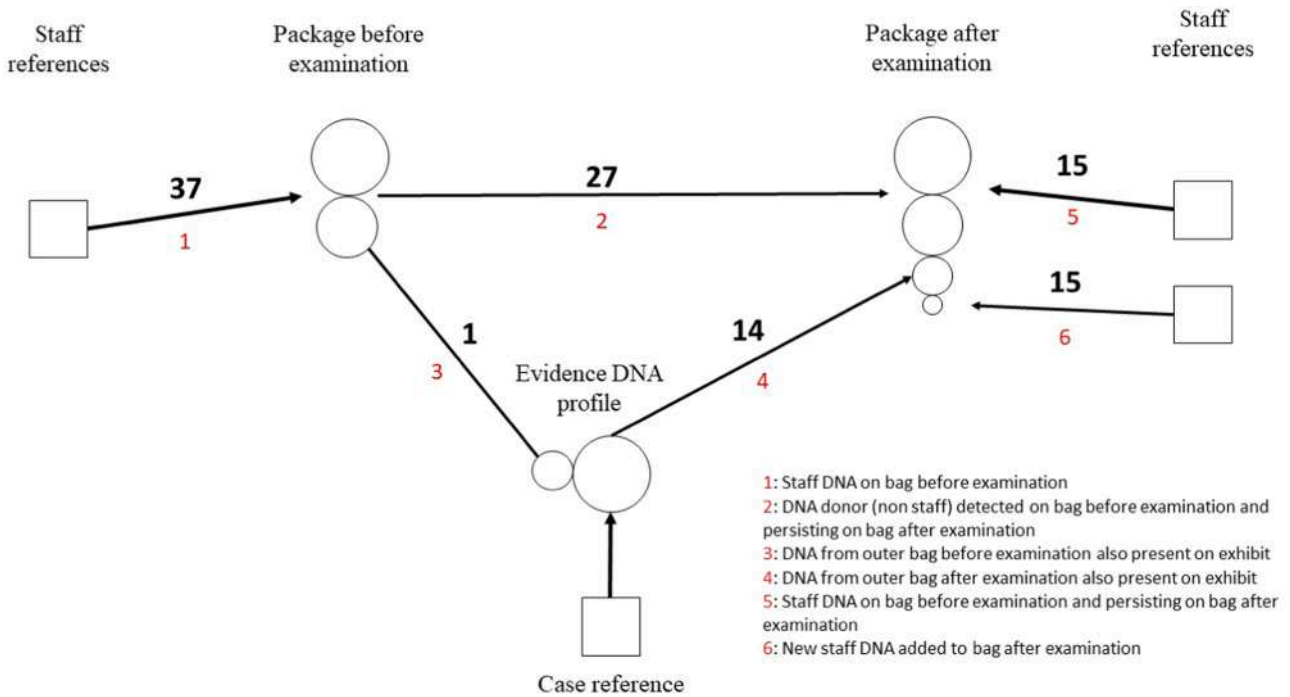 Staff
references
Package before
examination
Package after
examination
Staff
references
37
1
27
2
15
5
15
6
1
3
14
4
Evidence DNA
profile
Case reference
1: Staff DNA on bag before examination
2: DNA donor (non staff) detected on bag before examination and
persisting on bag after examination
3: DNA from outer bag before examination also present on exhibit
4: DNA from outer bag after examination also present on exhibit
5: Staff DNA on bag before examination and persisting on bag after
examination
6: New staff DNA added to bag after examination